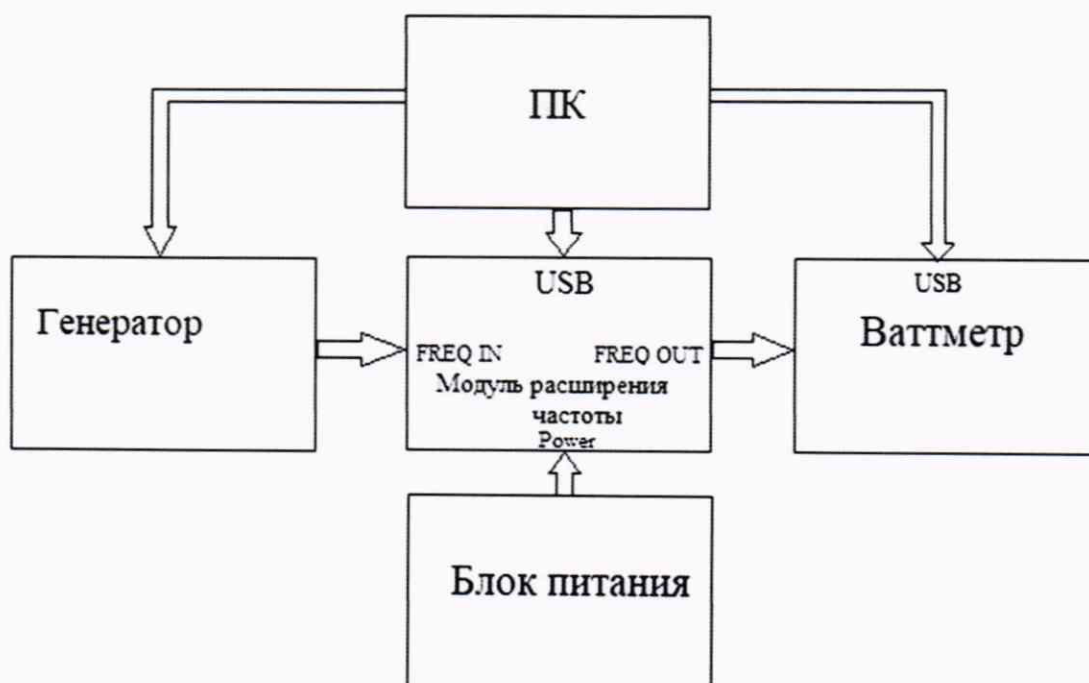 ПК
USB
USB
Генератор
Ваттметр
FREQ IN
FREQ OUT
Модуль расширения
частоты
Power
Блок питания